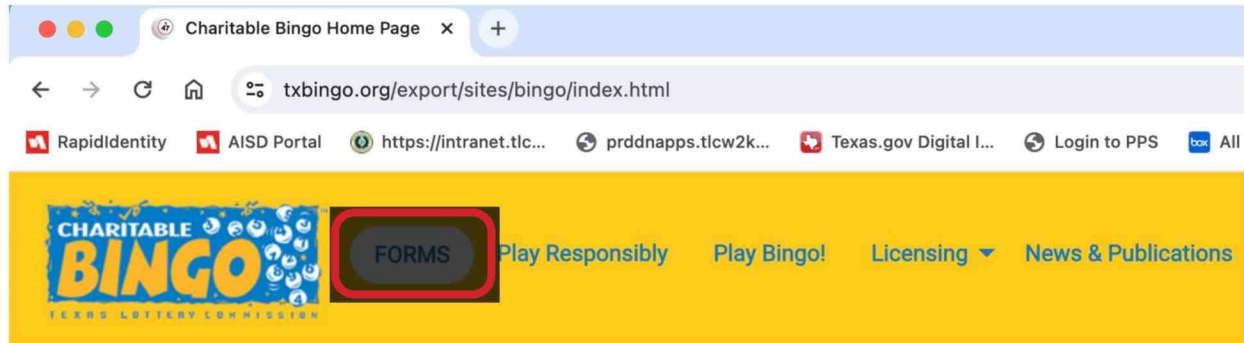 Charitable Bingo Home Page
txbingo.org/export/sites/bingo/index.html
RapidIdentity AISD Portal https://intranet.tlc... prddnapps.tlcw2k... Texas.gov Digital I... Login to PPS box All
CHARITABLE
BINGO
TEXAS LOTTERY COMMISSION
FORMS Play Responsibly Play Bingo! Licensing News & Publications